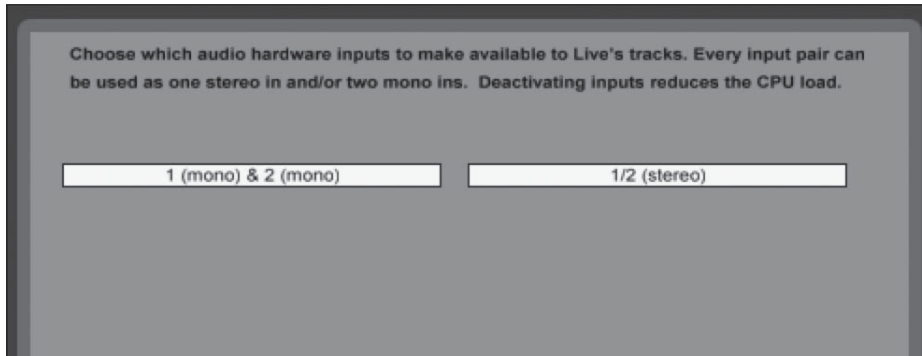 Choose which audio hardware inputs to make available to Live's tracks. Every input pair can
be used as one stereo in and/or two mono ins.  Deactivating inputs reduces the CPU load.
1 (mono) & 2 (mono)
1/2 (stereo)